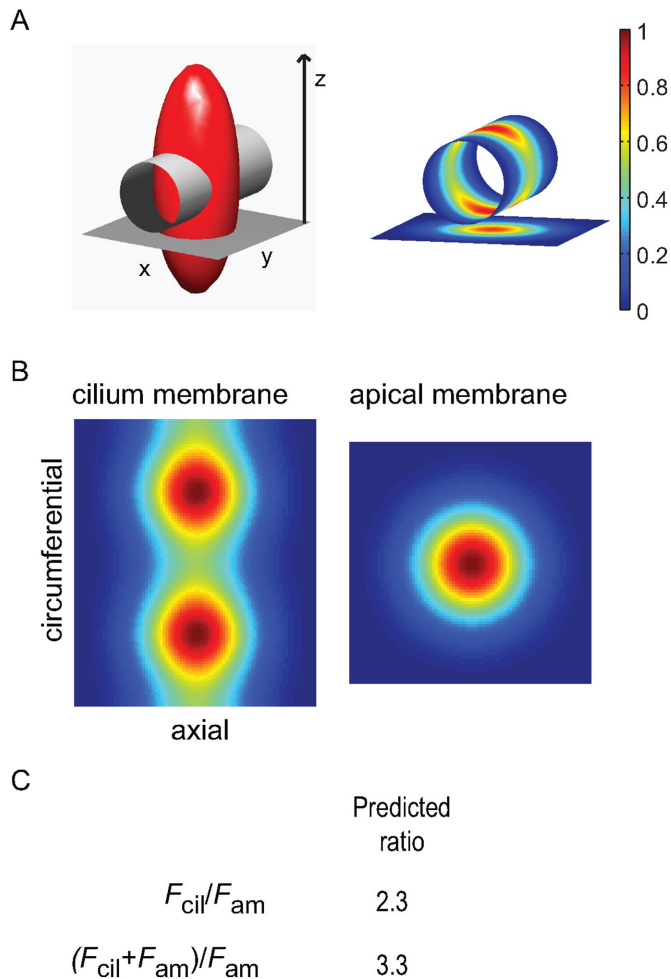 A
z
x
y
1
0.8
0.6
0.4
0.2
0
B
cilium membrane
apical membrane
circumferential
axial
C
Predicted
ratio
Fcil/Fam 2.3
(Fcil+Fam)/Fam 3.3